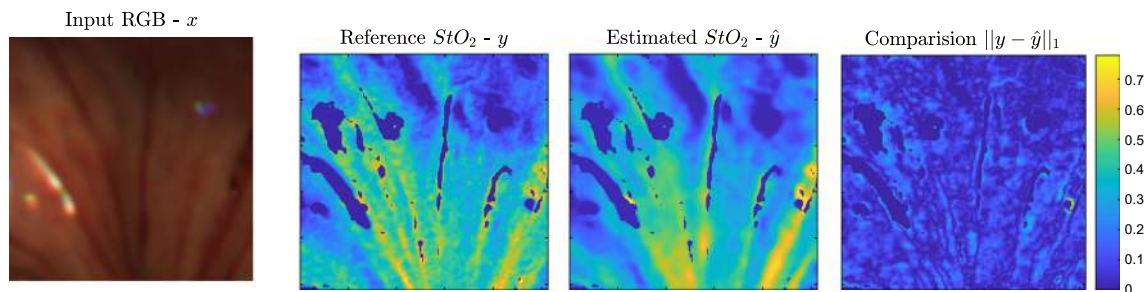 Input RGB - x
Reference StO₂ - y
Estimated StO₂ - ŷ
Comparision ||y − ŷ||₁
0.7
0.6
0.5
0.4
0.3
0.2
0.1
0